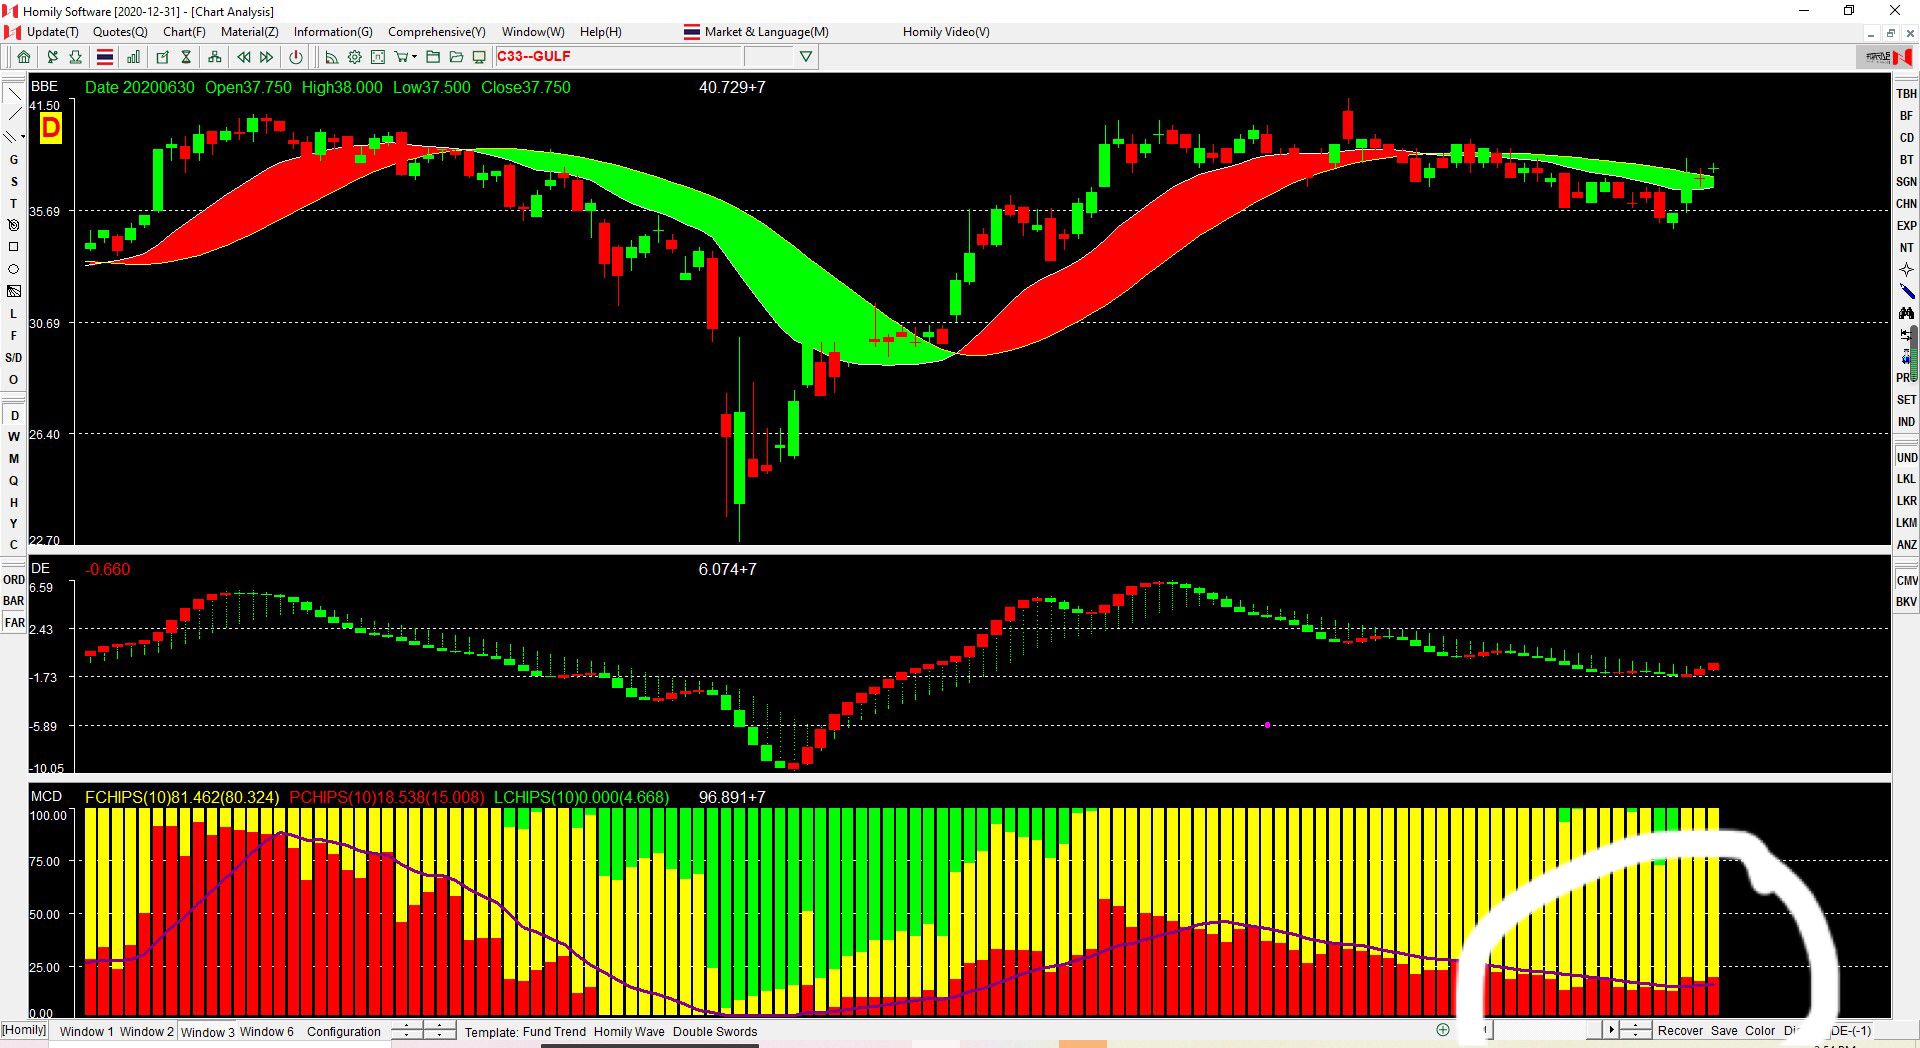 Homily Software [2020-12-31] - [Chart Analysis]
Update(T) Quotes(Q) Chart(F) Material(Z) Information(G) Comprehensive(Y) Window(W) Help(H) Market & Language(M) Homily Video(V)
C33--GULF
BBE Date 20200630 Open37.750 High38.000 Low37.500 Close37.750 40.729+7
41.50
D
35.69
30.69
26.40
22.70
DE -0.660 6.074+7
6.59
2.43
-1.73
-5.89
-10.05
MCD FCHIPS(10)81.462(80.324) PCHIPS(10)18.538(15.008) LCHIPS(10)0.000(4.668) 96.891+7
100.00
75.00
50.00
25.00
0.00
G
S
T
L
F
S/D
O
D
W
M
Q
H
Y
C
ORD
BAR
FAR
TBH
BF
CD
BT
SGN
CHN
EXP
NT
SET
IND
UND
LKL
LKR
LKM
ANZ
CMV
BKV
[Homily] Window 1 Window 2 Window 3 Window 6 Configuration Template: Fund Trend Homily Wave Double Swords Recover Save Color DE-(-1)